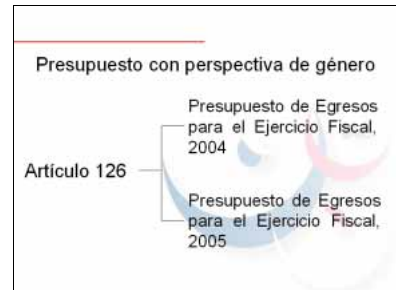 Presupuesto con perspectiva de género
Presupuesto de Egresos
para el Ejercicio Fiscal,
2004
Artículo 126
Presupuesto de Egresos
para el Ejercicio Fiscal,
2005